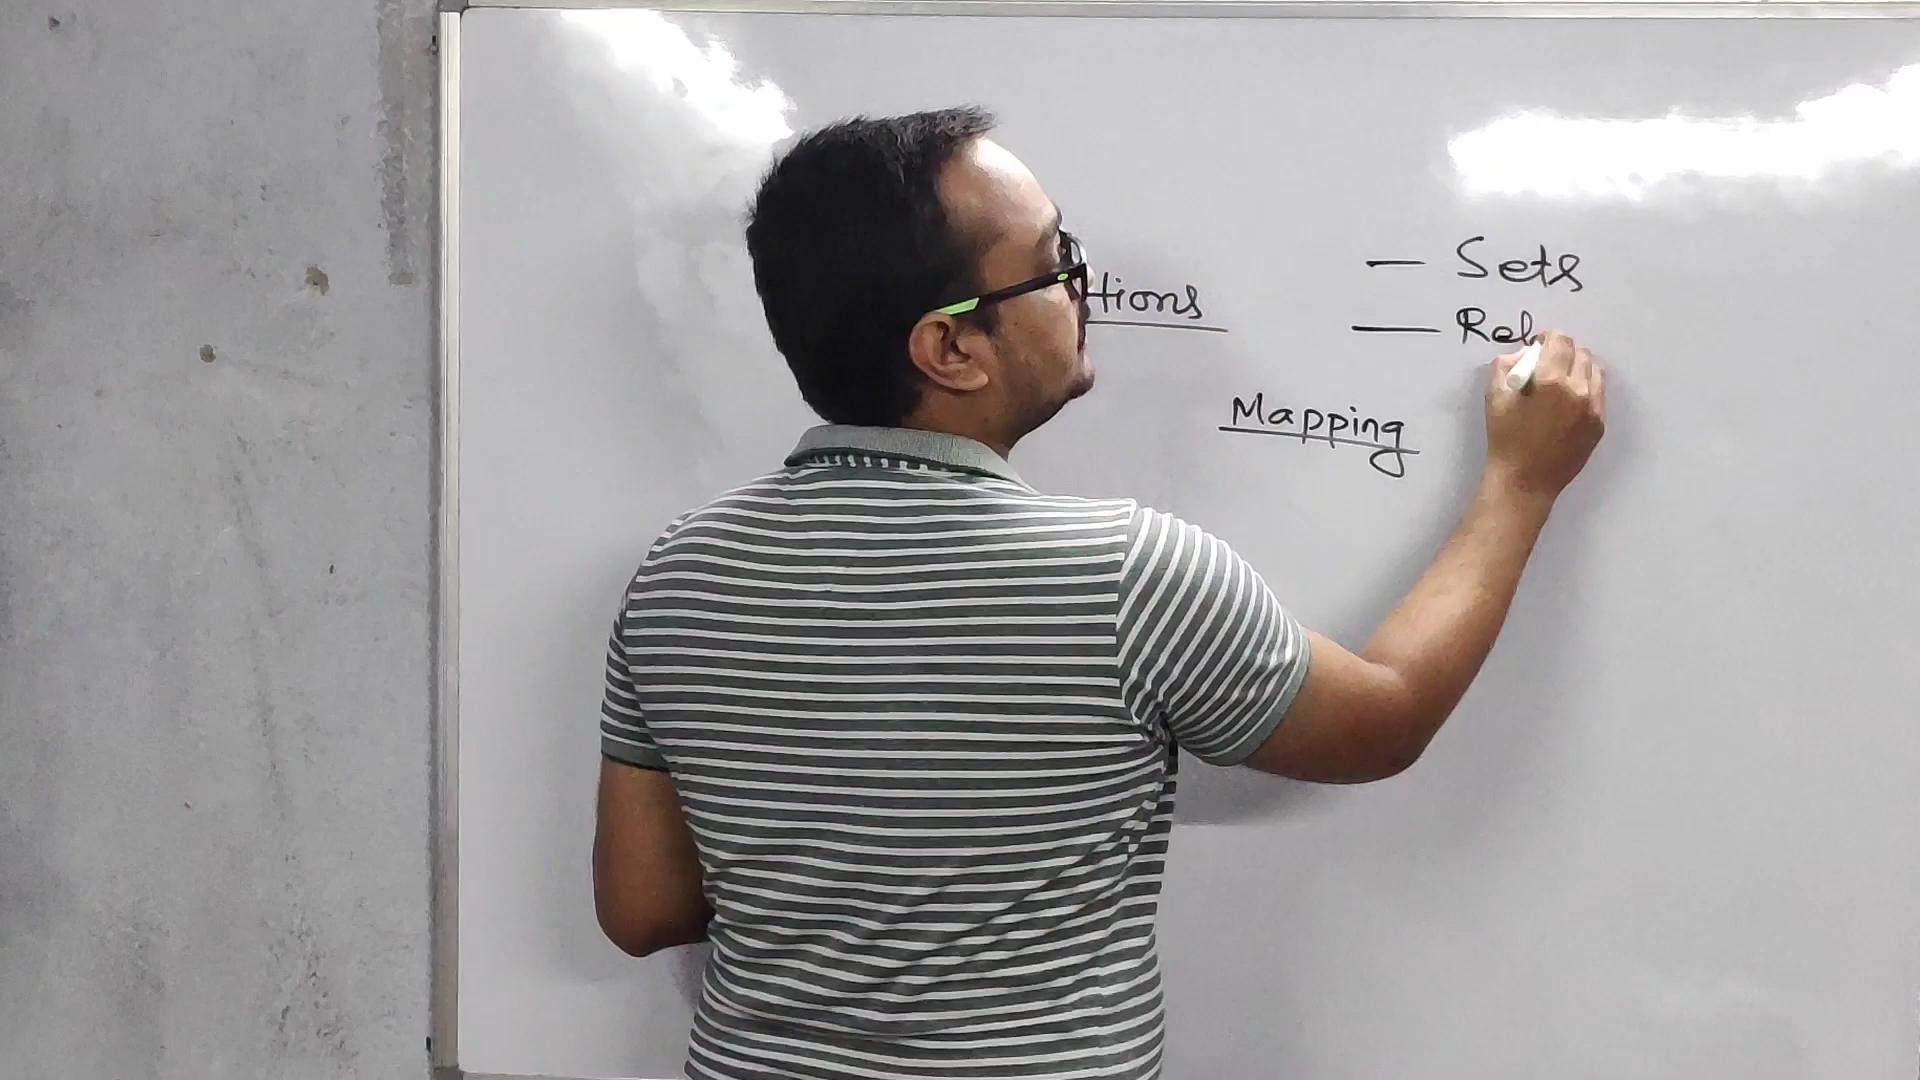 — Sets
tions
— Rel
Mapping